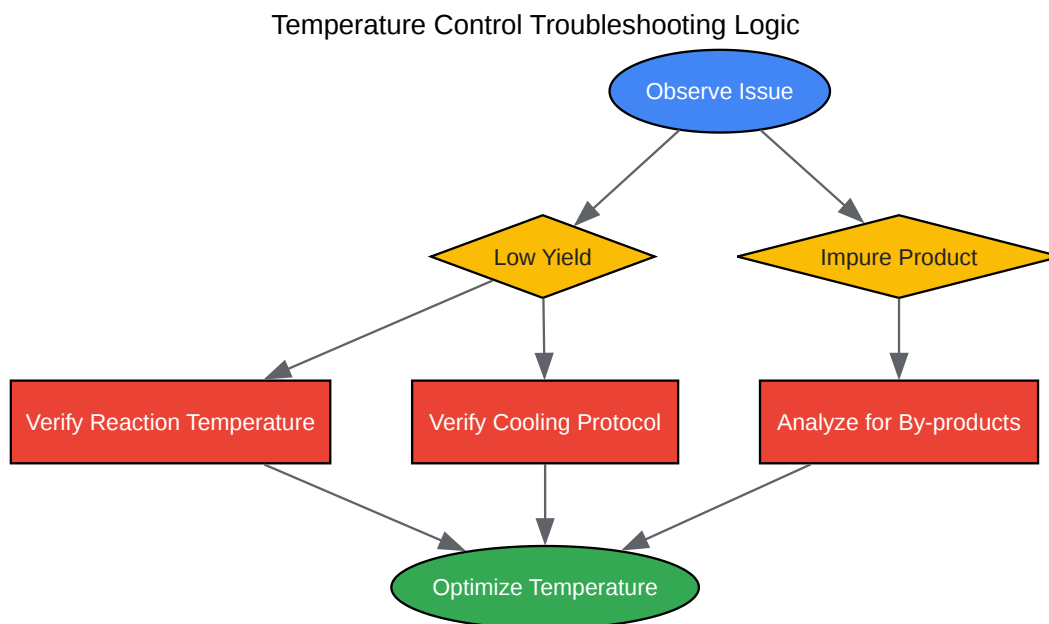 Temperature Control Troubleshooting Logic
Observe Issue
Low Yield
Impure Product
Verify Reaction Temperature
Verify Cooling Protocol
Analyze for By-products
Optimize Temperature